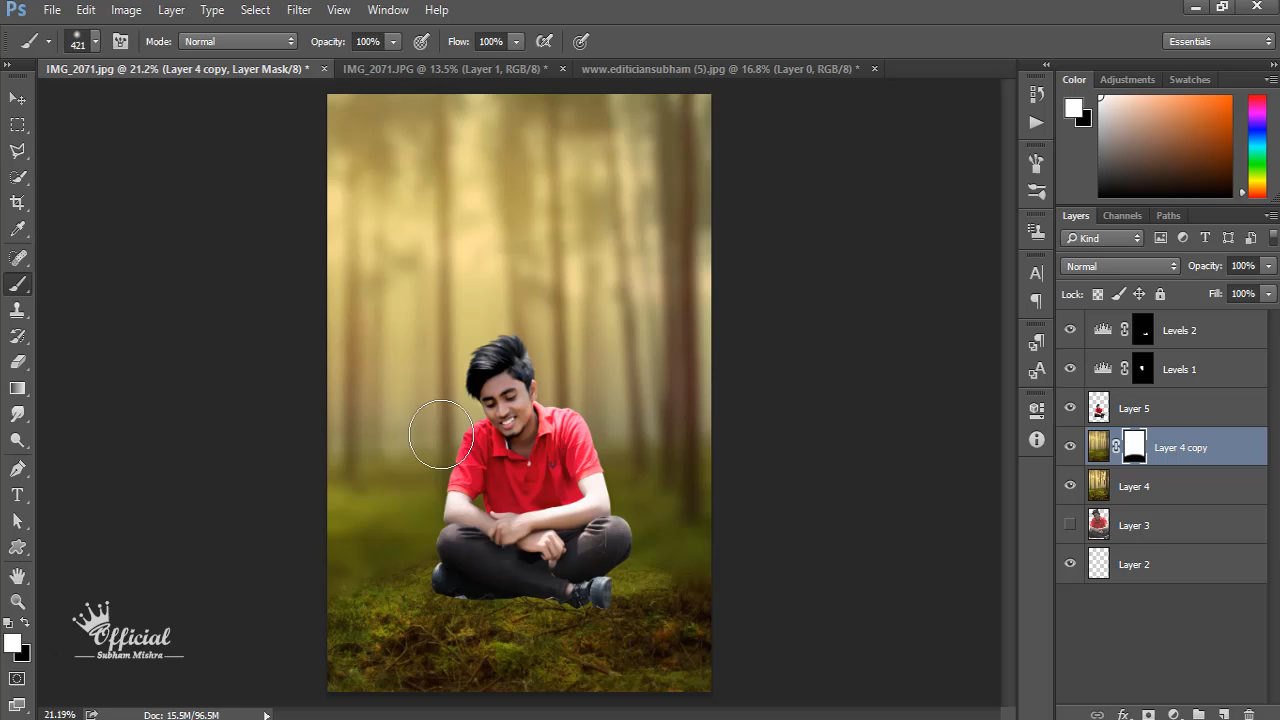 Ps File Edit Image Layer Type Select Filter 3D View Window Help
421 Mode: Normal Opacity: 100% Flow: 100% Essentials
IMG_2071.jpg @ 21.2% (Layer 4 copy, Layer Mask/8) * × IMG_2071.JPG @ 13.5% (Layer 1, RGB/8) * × www.editiciansubham (5).jpg @ 16.8% (Layer 0, RGB/8) * ×
Color Adjustments Swatches
Layers Channels Paths
Kind
Normal Opacity: 100%
Lock: Fill: 100%
Levels 2
Levels 1
Layer 5
Layer 4 copy
Layer 4
Layer 3
Layer 2
Official
Subham Mishra
21.19% Doc: 15.5M/96.5M